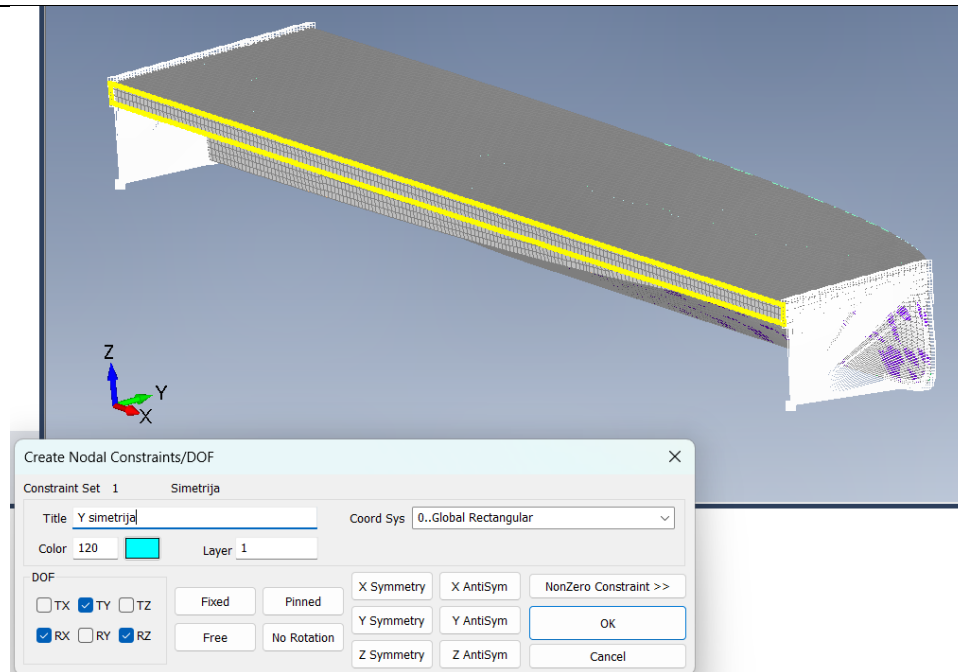 Z
Y
X
Create Nodal Constraints/DOF
Constraint Set 1 Simetrija
Title Y simetrija Coord Sys 0..Global Rectangular
Color 120 Layer 1
DOF
TX TY TZ
RX RY RZ
Fixed Pinned
Free No Rotation
X Symmetry X AntiSym NonZero Constraint >>
Y Symmetry Y AntiSym OK
Z Symmetry Z AntiSym Cancel